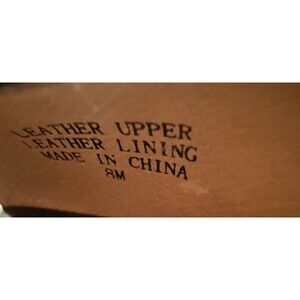 LEATHER UPPER
LEATHER LINING
MADE IN CHINA
8M